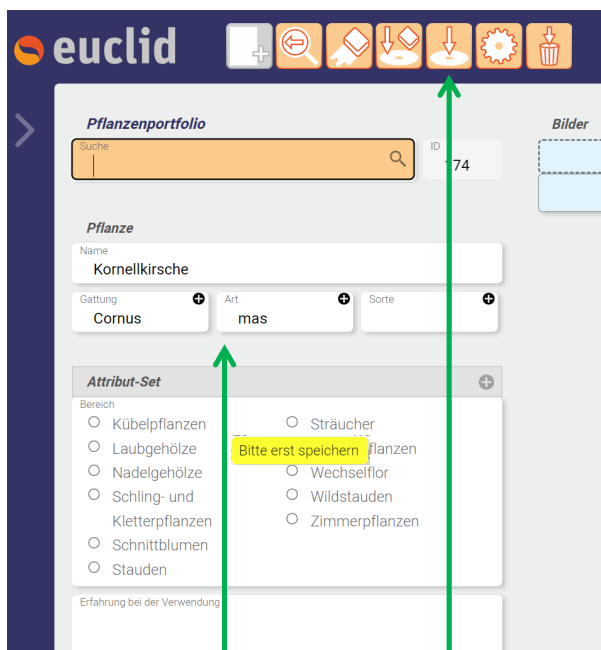 euclid
Pflanzenportfolio
Bilder
Suche
ID
174
Pflanze
Name
Kornellkirsche
Gattung
Art
Sorte
Cornus
mas
Attribut-Set
Bereich
Kübelpflanzen
Sträucher
Laubgehölze
Bitte erst speichern
flanzen
Nadelgehölze
Wechselflor
Schling- und
Wildstauden
Kletterpflanzen
Zimmerpflanzen
Schnittblumen
Stauden
Erfahrung bei der Verwendung